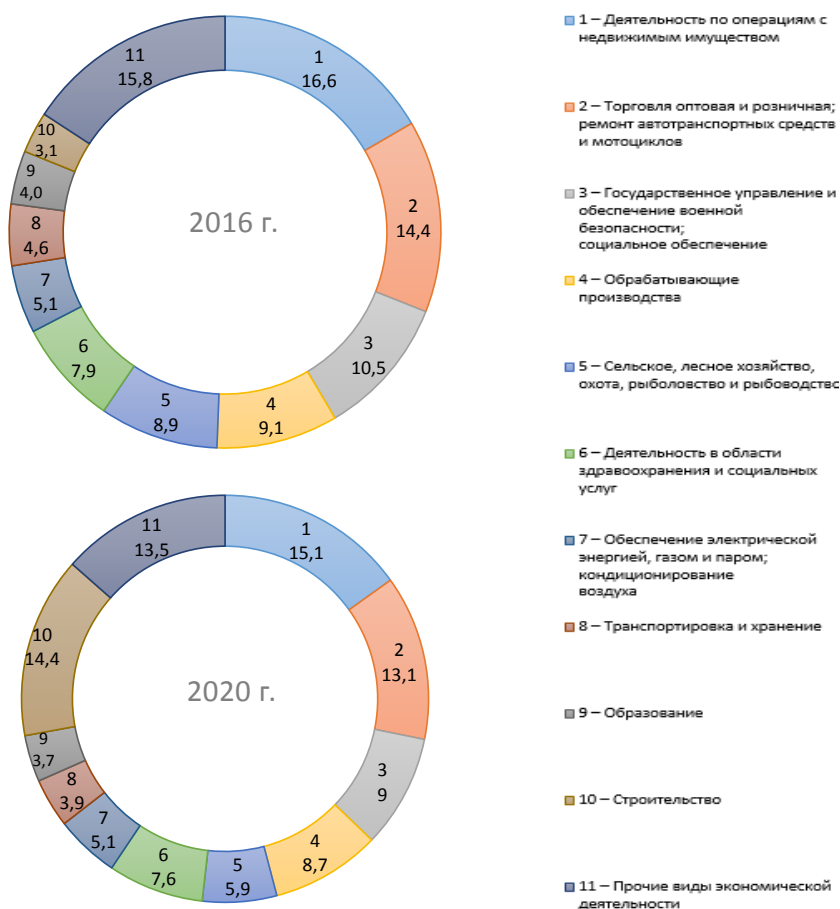 1
16,6
2
14,4
3
10,5
4
9,1
5
8,9
6
7,9
7
5,1
8
4,6
9
4,0
10
3,1
11
15,8
2016 г.
1
15,1
2
13,1
3
9
4
8,7
5
5,9
6
7,6
7
5,1
8
3,9
9
3,7
10
14,4
11
13,5
2020 г.
1 – Деятельность по операциям с
недвижимым имуществом
2 – Торговля оптовая и розничная;
ремонт автотранспортных средств
и мотоциклов
3 – Государственное управление и
обеспечение военной
безопасности;
социальное обеспечение
4 – Обрабатывающие
производства
5 – Сельское, лесное хозяйство,
охота, рыболовство и рыбоводство
6 – Деятельность в области
здравоохранения и социальных
услуг
7 – Обеспечение электрической
энергией, газом и паром;
кондиционирование
воздуха
8 – Транспортировка и хранение
9 – Образование
10 – Строительство
11 – Прочие виды экономической
деятельности